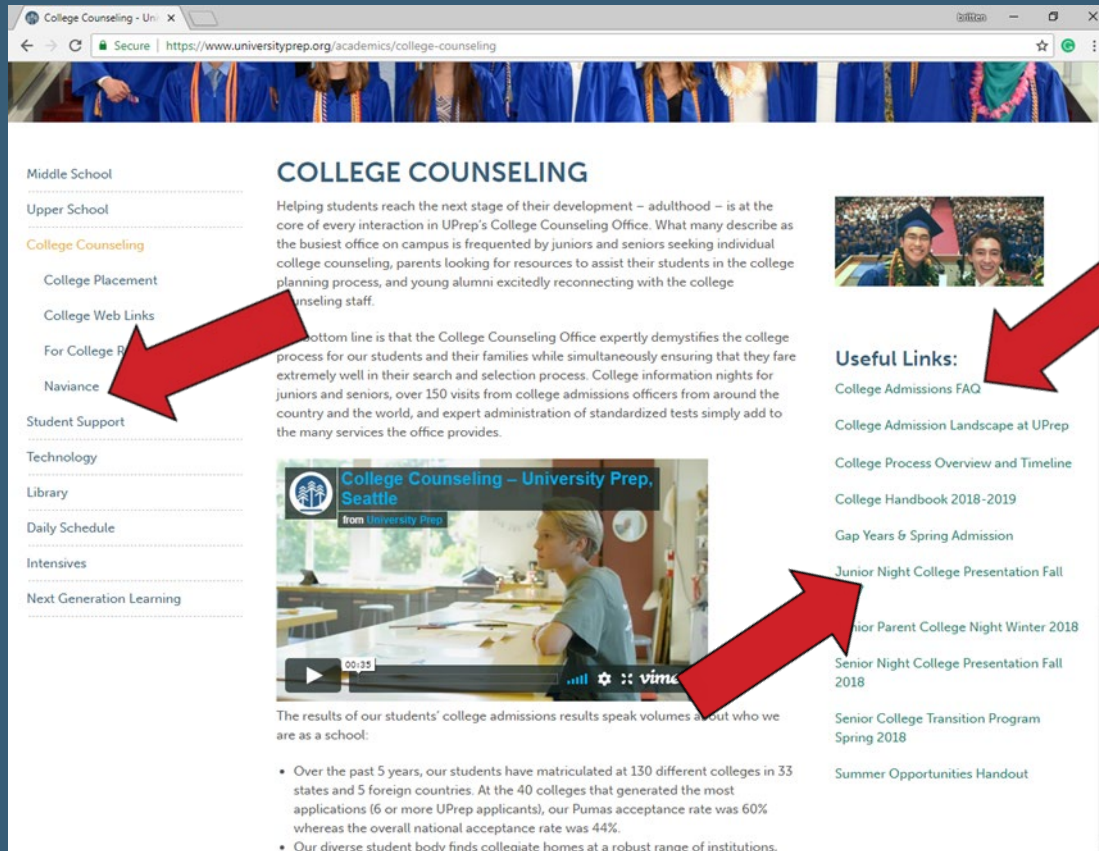 College Counseling - Uni
britten
Secure | https://www.universityprep.org/academics/college-counseling
Middle School
Upper School
College Counseling
College Placement
College Web Links
For College
Naviance
Student Support
Technology
Library
Daily Schedule
Intensives
Next Generation Learning
COLLEGE COUNSELING
Helping students reach the next stage of their development – adulthood – is at the
core of every interaction in UPrep's College Counseling Office. What many describe as
the busiest office on campus is frequented by juniors and seniors seeking individual
college counseling, parents looking for resources to assist their students in the college
planning process, and young alumni excitedly reconnecting with the college
staff.
bottom line is that the College Counseling Office expertly demystifies the college
process for our students and their families while simultaneously ensuring that they fare
extremely well in their search and selection process. College information nights for
juniors and seniors, over 150 visits from college admissions officers from around the
country and the world, and expert administration of standardized tests simply add to
the many services the office provides.
College Counseling – University Prep,
Seattle
from University Prep
00:35
vimeo
The results of our students' college admissions results speak volumes about who we
are as a school:
• Over the past 5 years, our students have matriculated at 130 different colleges in 33
states and 5 foreign countries. At the 40 colleges that generated the most
applications (6 or more UPrep applicants), our Pumas acceptance rate was 60%
whereas the overall national acceptance rate was 44%.
• Our diverse student body finds collegiate homes at a robust range of institutions,
Useful Links:
College Admissions FAQ
College Admission Landscape at UPrep
College Process Overview and Timeline
College Handbook 2018-2019
Gap Years & Spring Admission
Junior Night College Presentation Fall
Parent College Night Winter 2018
Senior Night College Presentation Fall
2018
Senior College Transition Program
Spring 2018
Summer Opportunities Handout